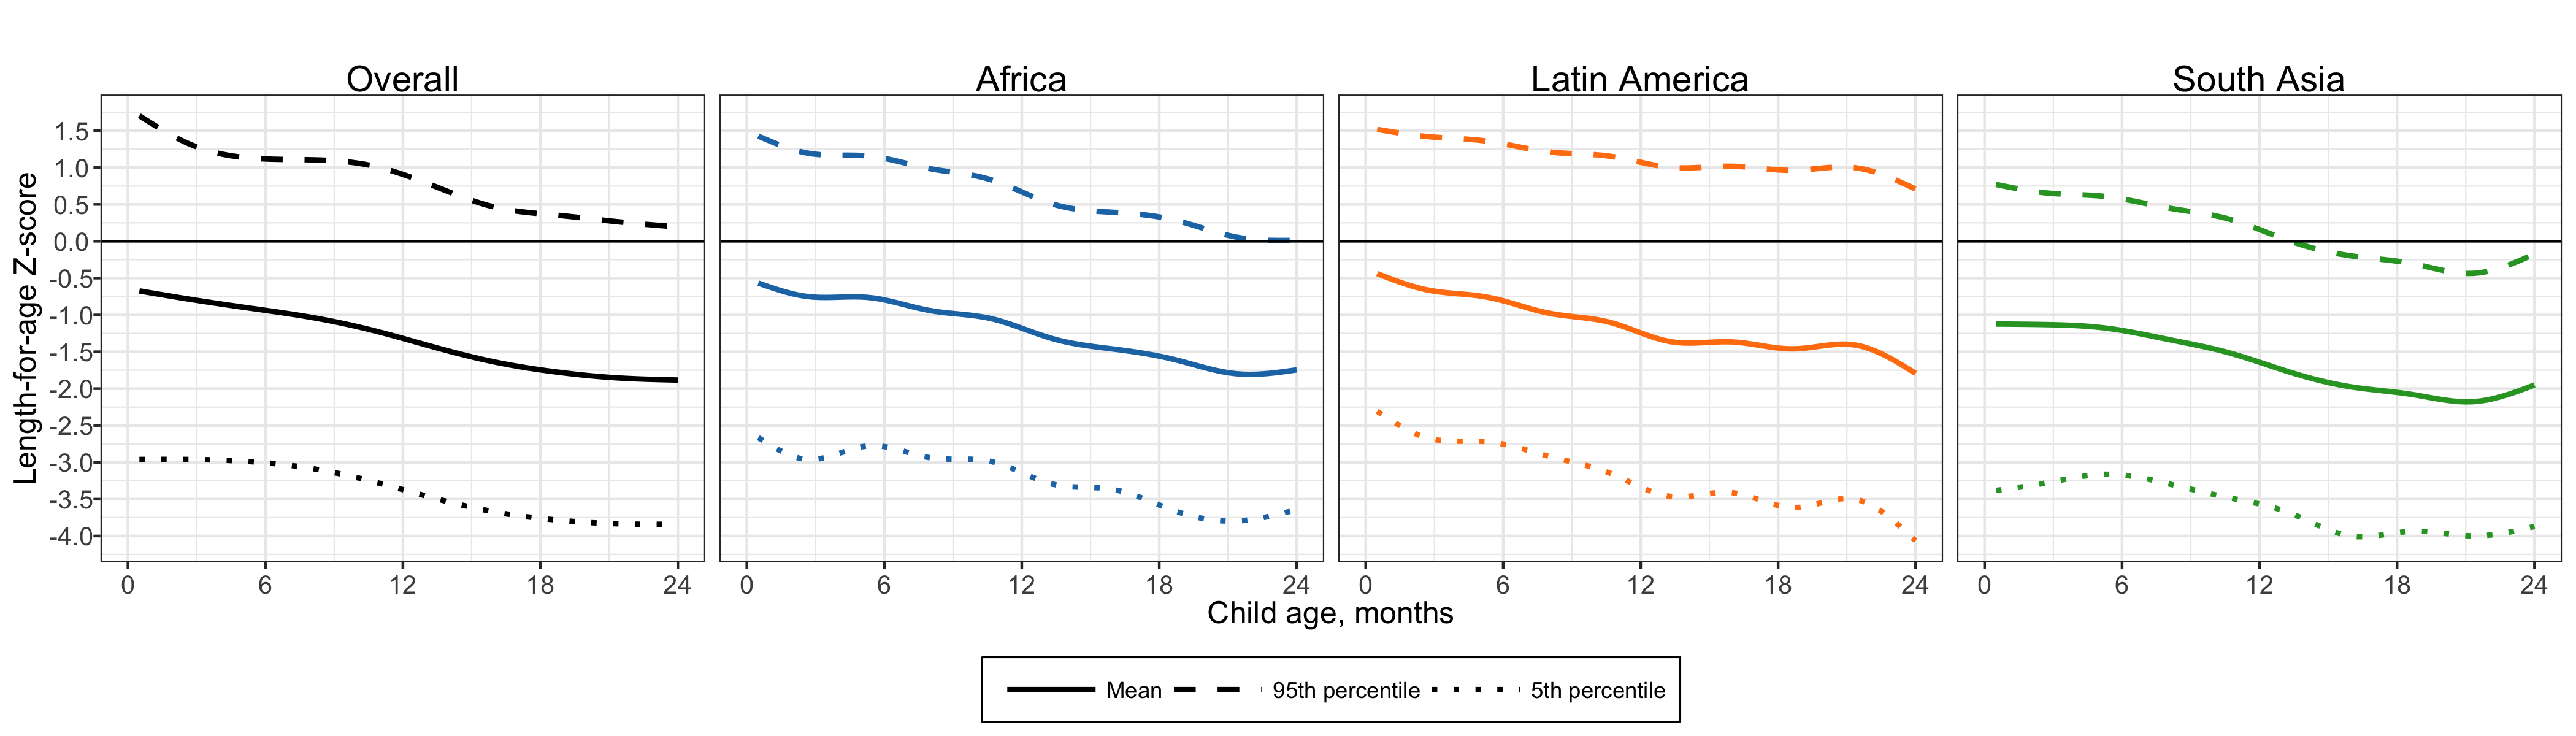 Overall Africa Latin America South Asia
Length-for-age Z-score
1.5
1.0
0.5
0.0
-0.5
-1.0
-1.5
-2.0
-2.5
-3.0
-3.5
-4.0
0 6 12 18 24 0 6 12 18 24 0 6 12 18 24 0 6 12 18 24
Child age, months
Mean 95th percentile 5th percentile